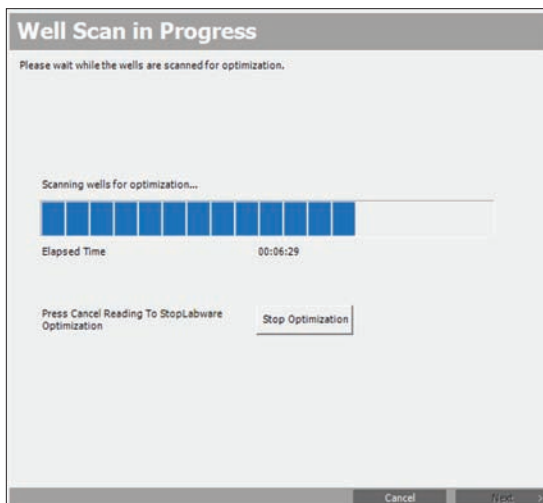 Well Scan in Progress
Please wait while the wells are scanned for optimization.
Scanning wells for optimization...
Elapsed Time 00:06:29
Press Cancel Reading To StopLabware
Optimization
Stop Optimization
Cancel Next